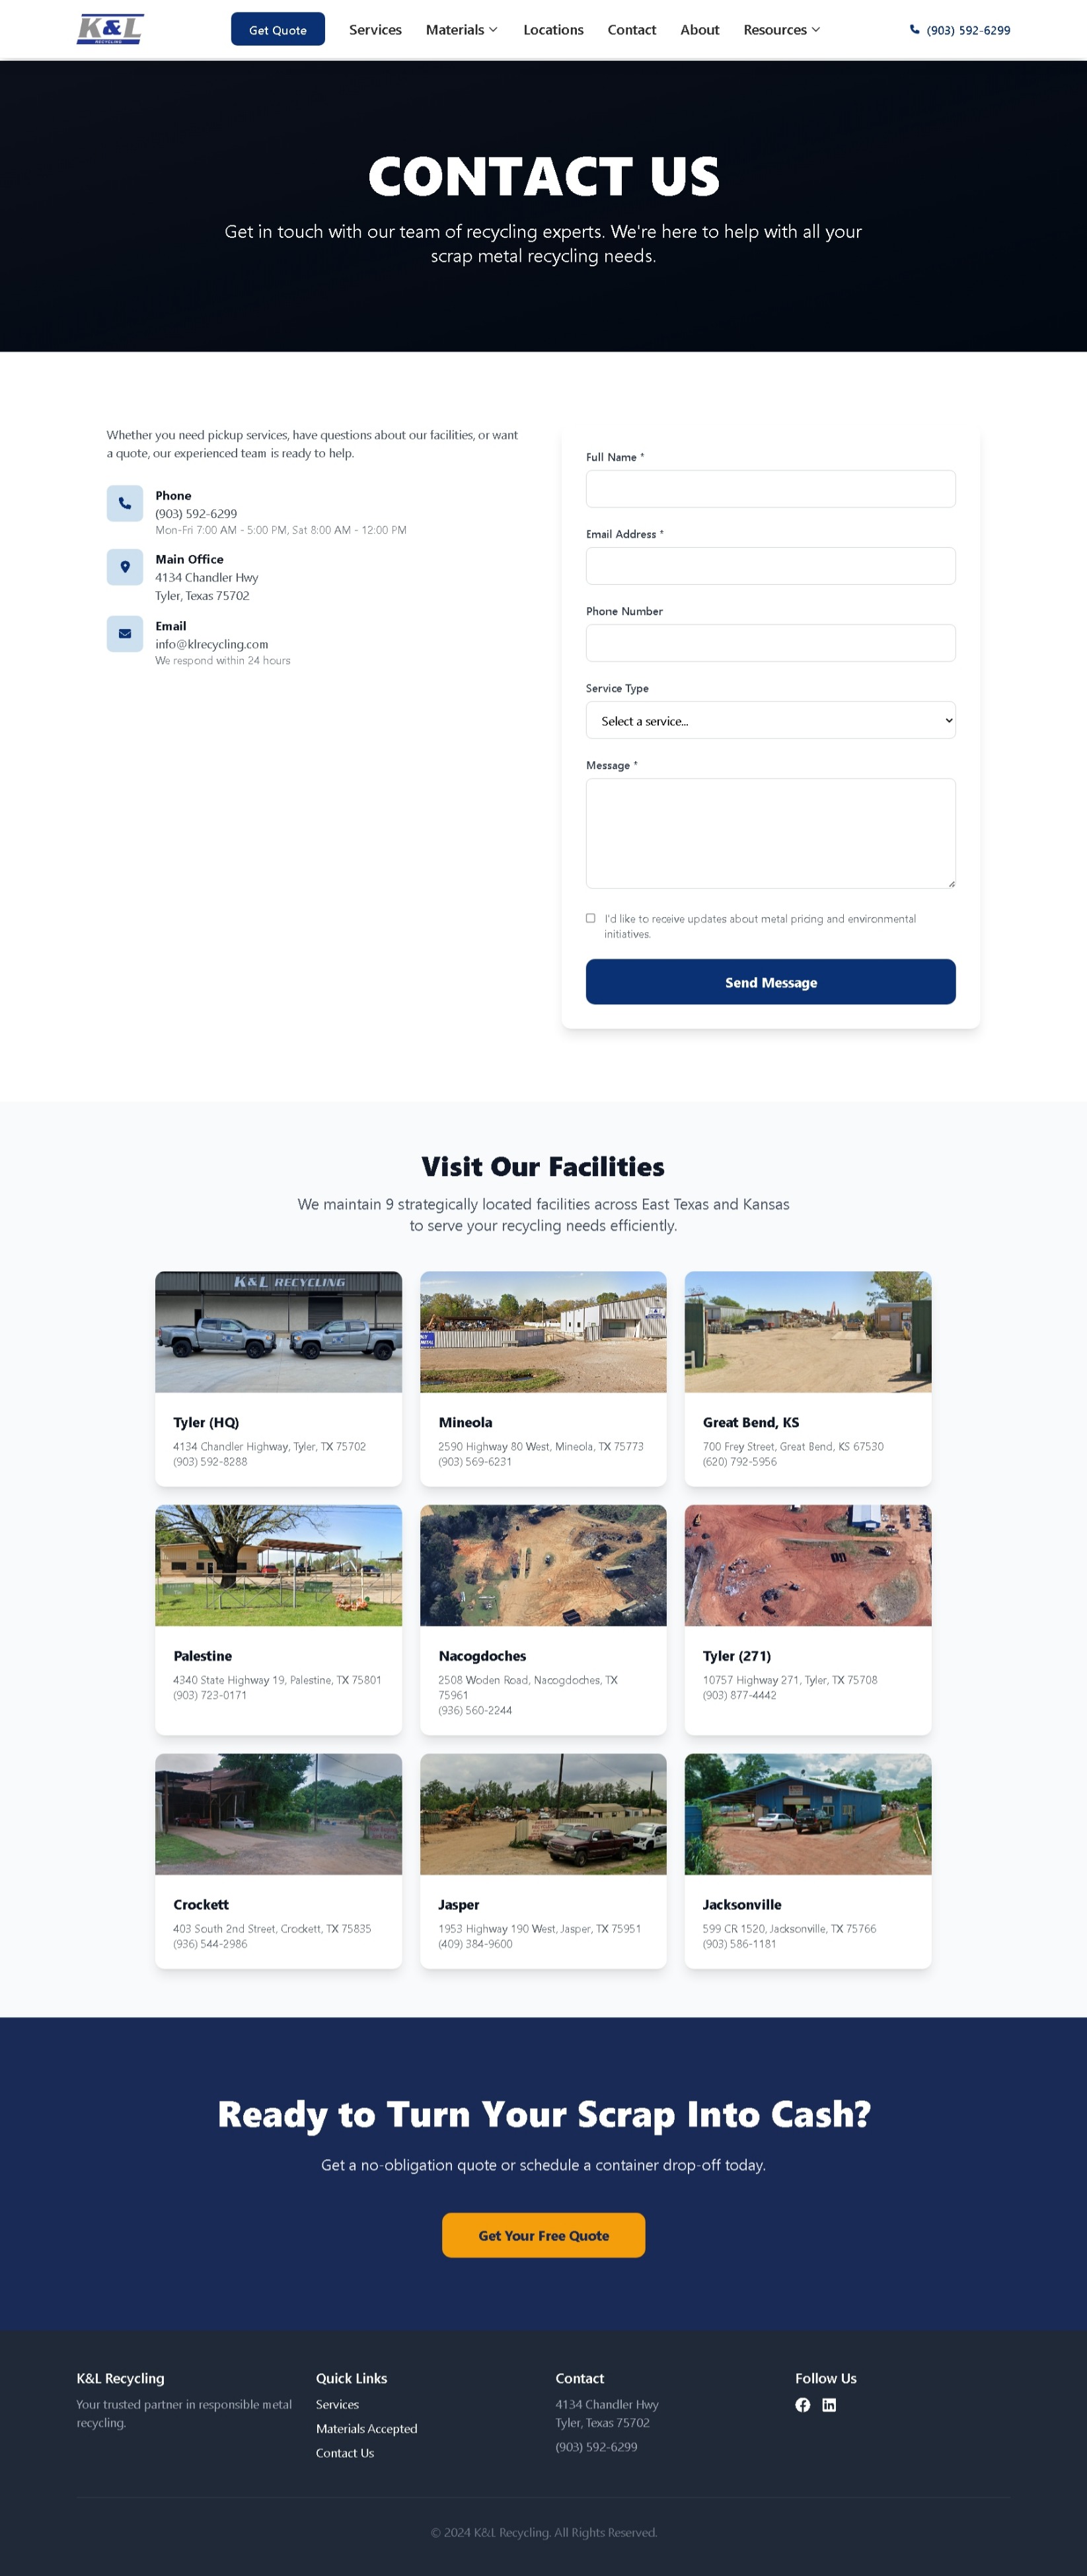 K&L
RECYCLING
Get Quote
Services
Materials
Locations
Contact
About
Resources
(903) 592-6299
CONTACT US
Get in touch with our team of recycling experts. We're here to help with all your
scrap metal recycling needs.
Whether you need pickup services, have questions about our facilities, or want
a quote, our experienced team is ready to help.
Phone
(903) 592-6299
Mon-Fri 7:00 AM - 5:00 PM, Sat 8:00 AM - 12:00 PM
Main Office
4134 Chandler Hwy
Tyler, Texas 75702
Email
info@klrecycling.com
We respond within 24 hours
Full Name *
Email Address *
Phone Number
Service Type
Select a service...
Message *
I'd like to receive updates about metal pricing and environmental
initiatives.
Send Message
Visit Our Facilities
We maintain 9 strategically located facilities across East Texas and Kansas
to serve your recycling needs efficiently.
K&L RECYCLING
Tyler (HQ)
4134 Chandler Highway, Tyler, TX 75702
(903) 592-8288
Mineola
2590 Highway 80 West, Mineola, TX 75773
(903) 569-6231
Great Bend, KS
700 Frey Street, Great Bend, KS 67530
(620) 792-5956
Palestine
4340 State Highway 19, Palestine, TX 75801
(903) 723-0171
Nacogdoches
2508 Woden Road, Nacogdoches, TX
75961
(936) 560-2244
Tyler (271)
10757 Highway 271, Tyler, TX 75708
(903) 877-4442
Crockett
403 South 2nd Street, Crockett, TX 75835
(936) 544-2986
Jasper
1953 Highway 190 West, Jasper, TX 75951
(409) 384-9600
Jacksonville
599 CR 1520, Jacksonville, TX 75766
(903) 586-1181
Ready to Turn Your Scrap Into Cash?
Get a no-obligation quote or schedule a container drop-off today.
Get Your Free Quote
K&L Recycling
Your trusted partner in responsible metal
recycling.
Quick Links
Services
Materials Accepted
Contact Us
Contact
4134 Chandler Hwy
Tyler, Texas 75702
(903) 592-6299
Follow Us
© 2024 K&L Recycling. All Rights Reserved.